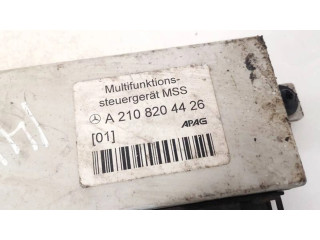 Multifunktions-
steuergerät MSS
A 210 820 44 26
[01] APAG